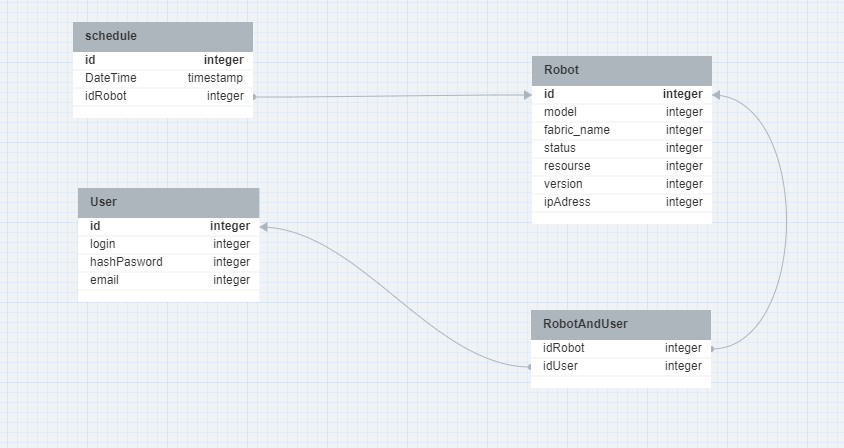 schedule
id integer
DateTime timestamp
idRobot integer
Robot
id integer
model integer
fabric_name integer
status integer
resourse integer
version integer
ipAdress integer
User
id integer
login integer
hashPasword integer
email integer
RobotAndUser
idRobot integer
idUser integer